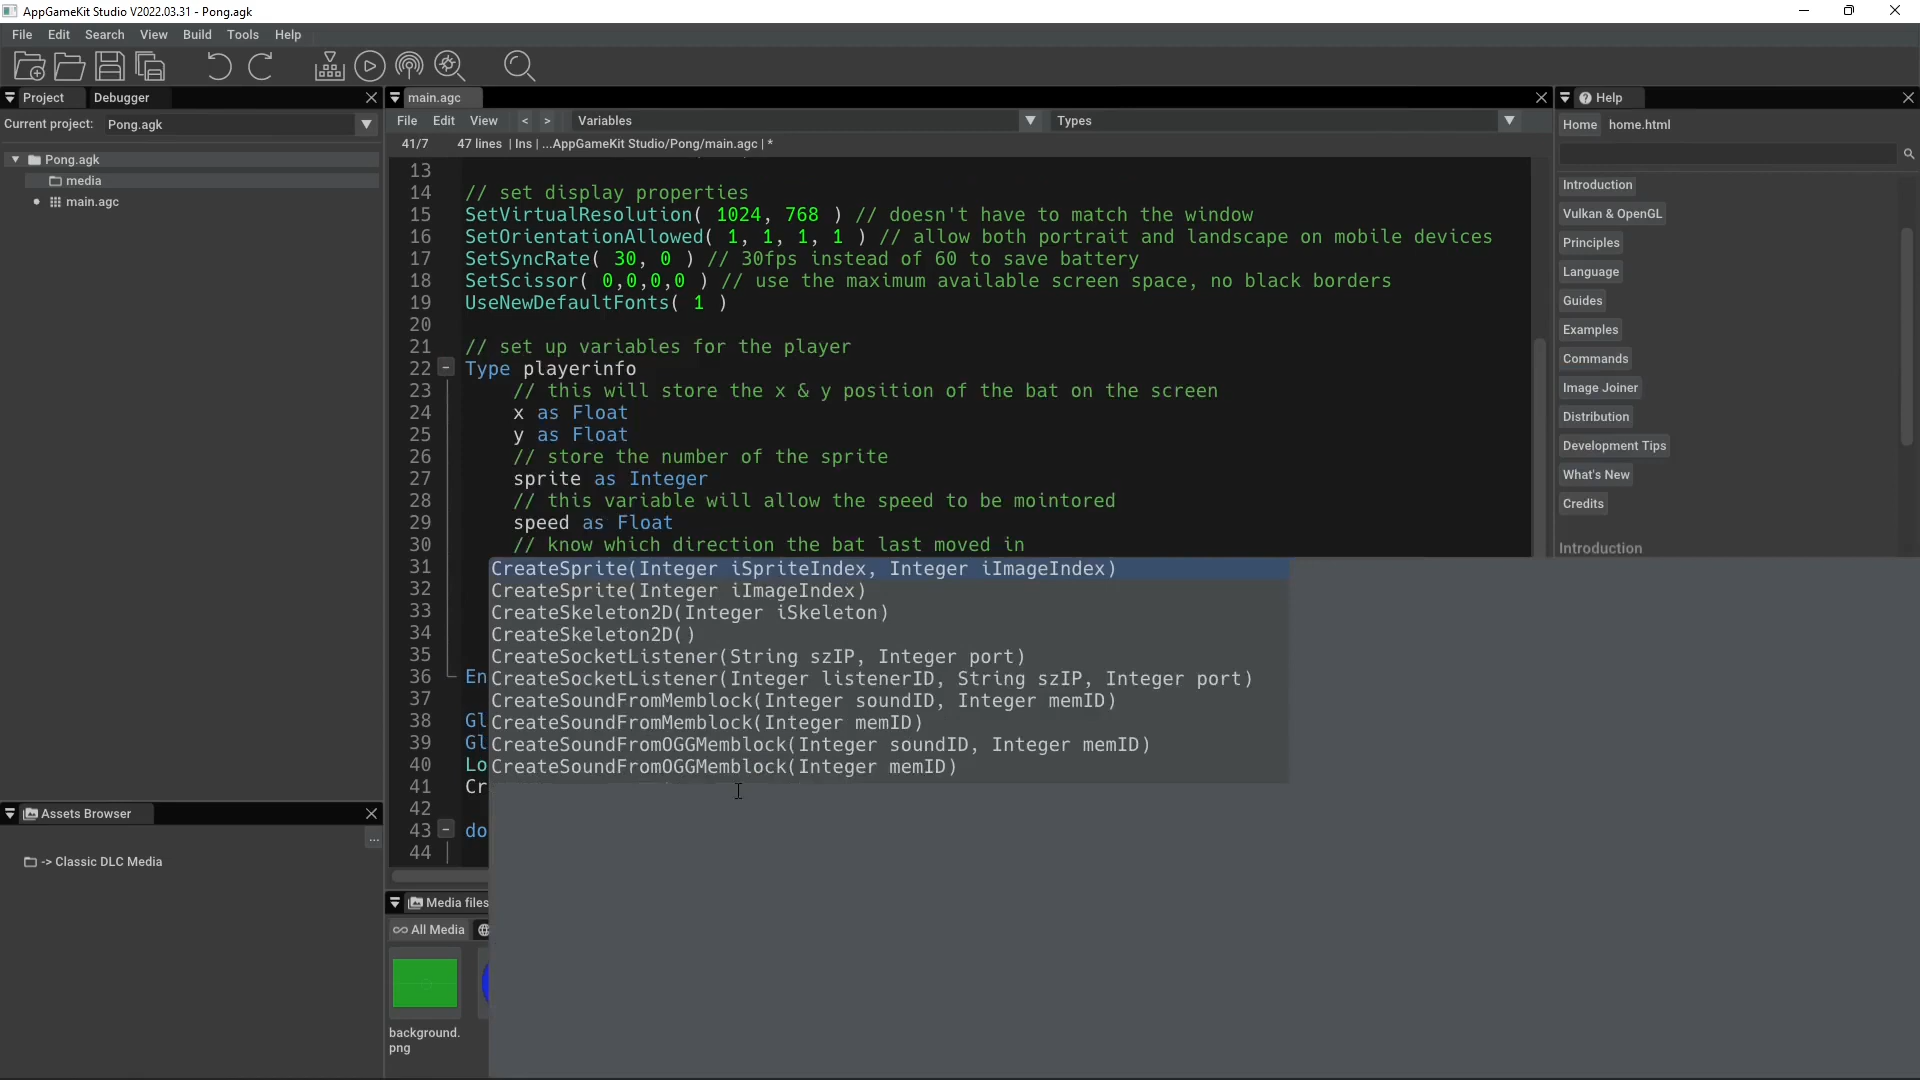 AppGameKit Studio V2022.03.31 - Pong.agk
File Edit Search View Build Tools Help
Project Debugger
Current project: Pong.agk
Pong.agk
media
main.agc
Assets Browser
...
-> Classic DLC Media
main.agc
File Edit View < > Variables Types
41/7 47 lines | Ins | ...AppGameKit Studio/Pong/main.agc | *
13
14 // set display properties
15 SetVirtualResolution( 1024, 768 ) // doesn't have to match the window
16 SetOrientationAllowed( 1, 1, 1, 1 ) // allow both portrait and landscape on mobile devices
17 SetSyncRate( 30, 0 ) // 30fps instead of 60 to save battery
18 SetScissor( 0,0,0,0 ) // use the maximum available screen space, no black borders
19 UseNewDefaultFonts( 1 )
20
21 // set up variables for the player
22 Type playerinfo
23 // this will store the x & y position of the bat on the screen
24 x as Float
25 y as Float
26 // store the number of the sprite
27 sprite as Integer
28 // this variable will allow the speed to be mointored
29 speed as Float
30 // know which direction the bat last moved in
31 CreateSprite(Integer iSpriteIndex, Integer iImageIndex)
32 CreateSprite(Integer iImageIndex)
33 CreateSkeleton2D(Integer iSkeleton)
34 CreateSkeleton2D()
35 CreateSocketListener(String szIP, Integer port)
36 En CreateSocketListener(Integer listenerID, String szIP, Integer port)
37 CreateSoundFromMemblock(Integer soundID, Integer memID)
38 Gl CreateSoundFromMemblock(Integer memID)
39 Gl CreateSoundFromOGGMemblock(Integer soundID, Integer memID)
40 Lo CreateSoundFromOGGMemblock(Integer memID)
41 Cr
42
43 do
44
Media files
All Media
background.
png
Help
Home home.html
Introduction
Vulkan & OpenGL
Principles
Language
Guides
Examples
Commands
Image Joiner
Distribution
Development Tips
What's New
Credits
Introduction